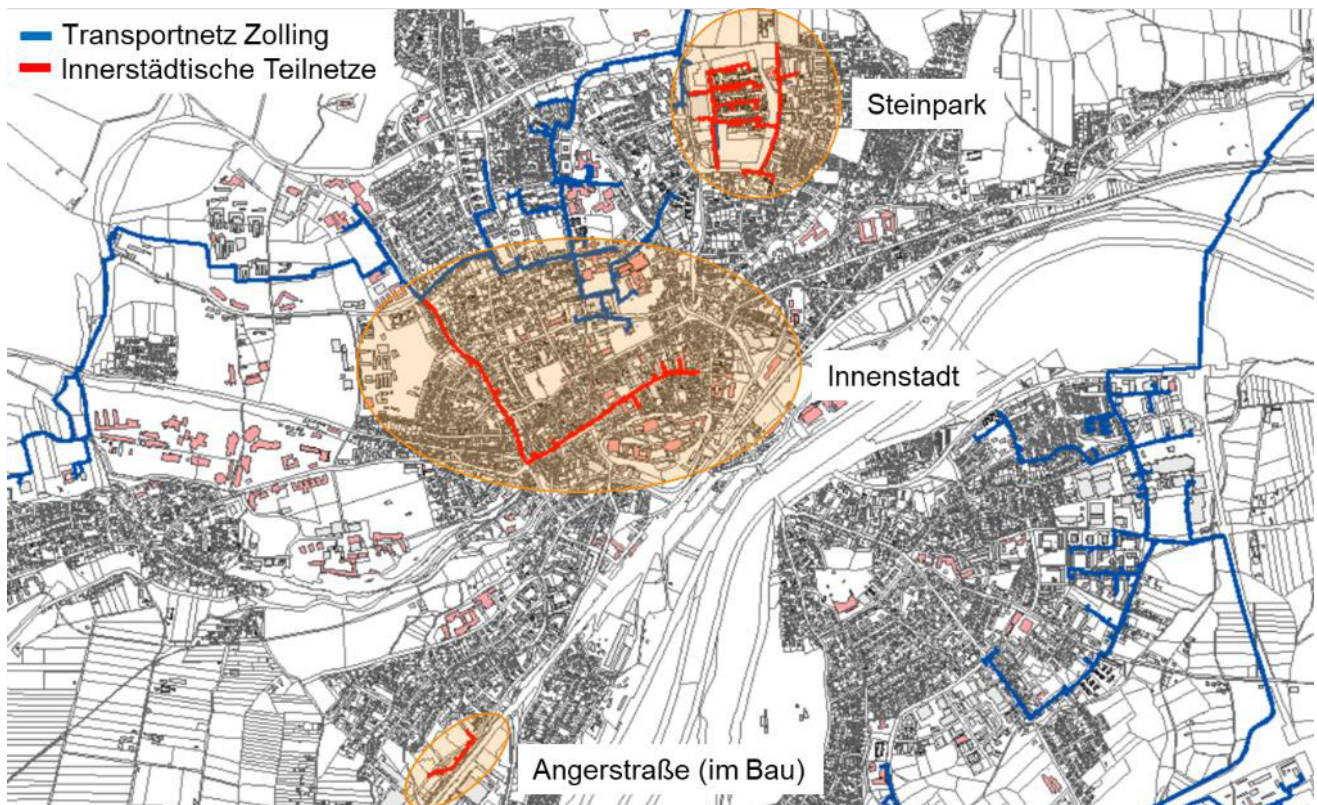 Transportnetz Zolling
Innerstädtische Teilnetze
Steinpark
Innenstadt
Angerstraße (im Bau)